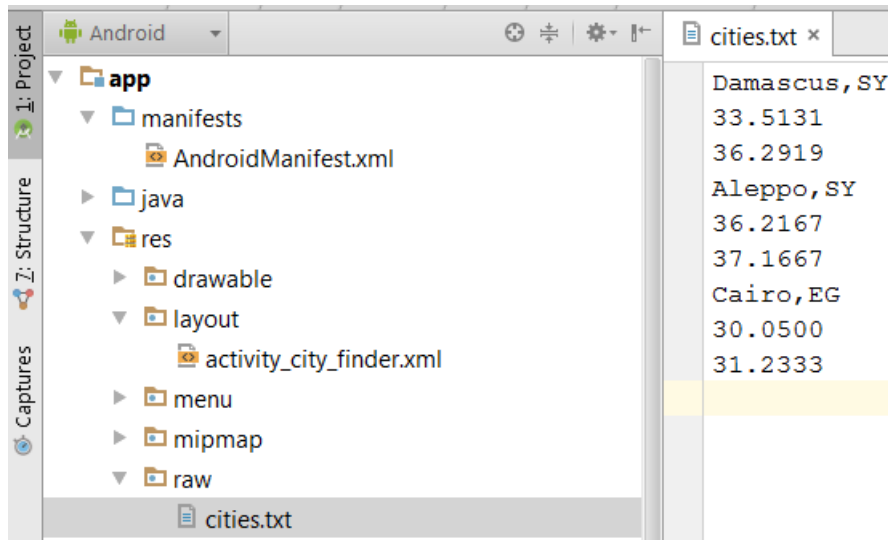 1: Project
7: Structure
Captures
Android
app
manifests
AndroidManifest.xml
java
res
drawable
layout
activity_city_finder.xml
menu
mipmap
raw
cities.txt
cities.txt ×
Damascus,SY
33.5131
36.2919
Aleppo,SY
36.2167
37.1667
Cairo,EG
30.0500
31.2333